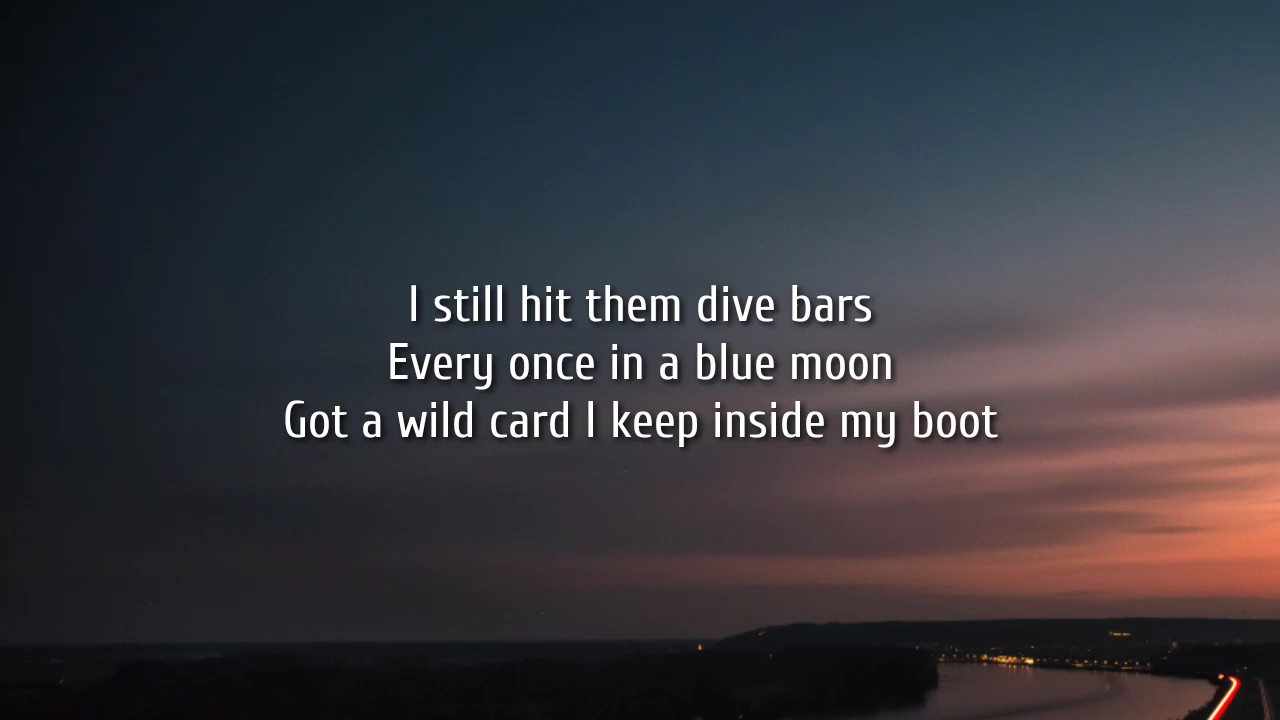 I still hit them dive bars
Every once in a blue moon
Got a wild card I keep inside my boot